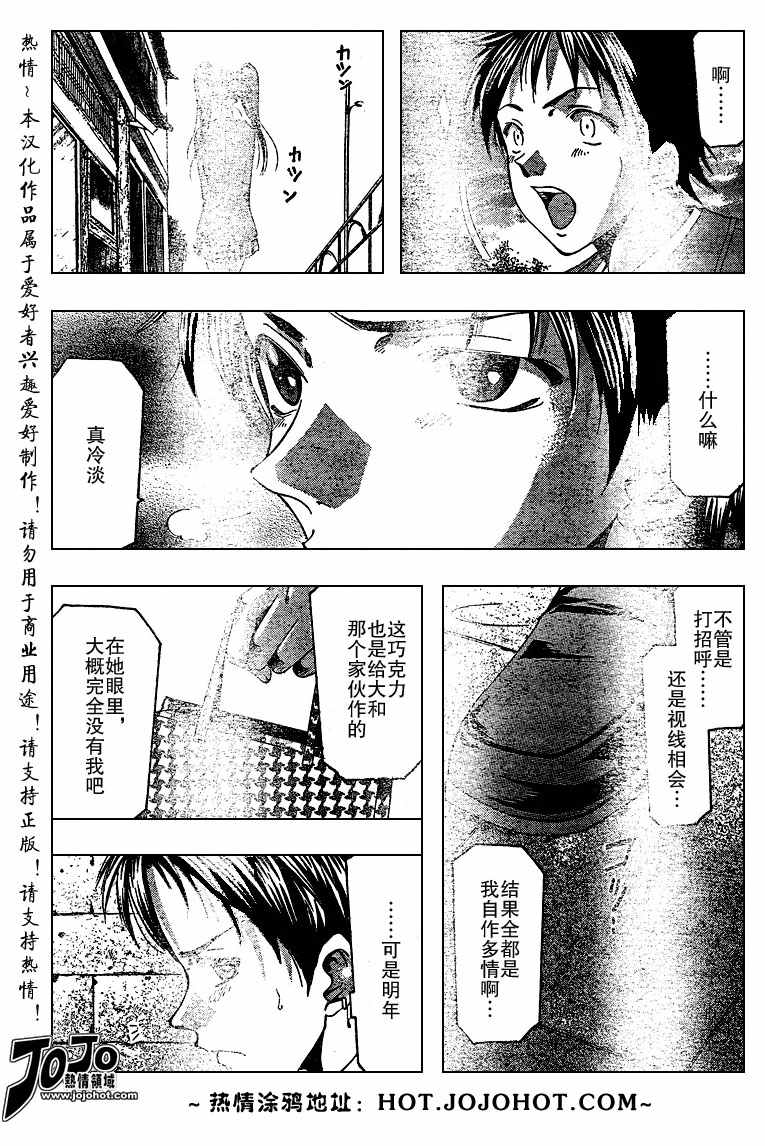 啊……
カツン
カツン
……什么嘛
真冷淡
不管是
打招呼……
还是视线相会…
结果全都是
我自作多情啊…
这巧克力
也是给大和
那个家伙作的
在她眼里，
大概完全没有我吧
……可是明年
热情～本汉化作品属于爱好者兴趣爱好制作！请勿用于商业用途！请支持正版！请支持热情！
JOJO
热情领域
www.jojohot.com
～热情涂鸦地址：HOT.JOJOHOT.COM～